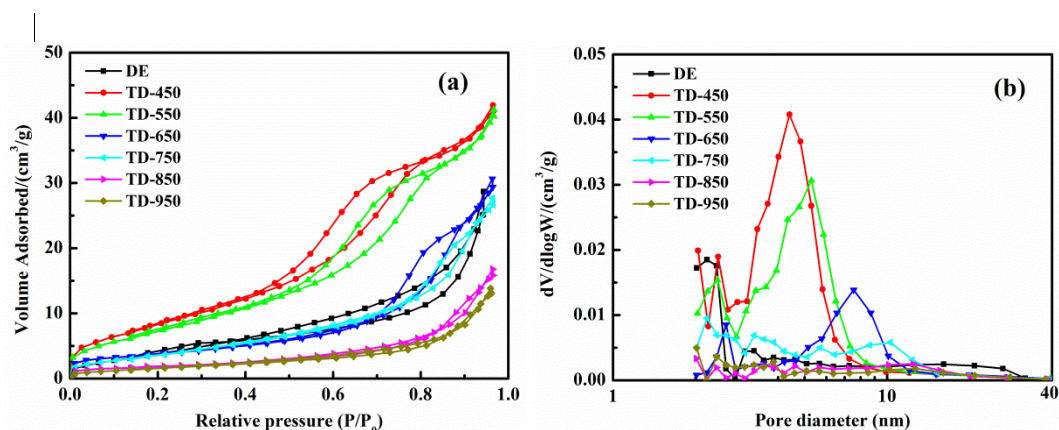 50
40
30
20
10
0
0.0 0.2 0.4 0.6 0.8 1.0
Volume Adsorbed/(cm³/g)
Relative pressure (P/P₀)
(a)
DE
TD-450
TD-550
TD-650
TD-750
TD-850
TD-950
0.05
0.04
0.03
0.02
0.01
0.00
1 10 40
dV/dlogW/(cm³/g)
Pore diameter (nm)
(b)
DE
TD-450
TD-550
TD-650
TD-750
TD-850
TD-950